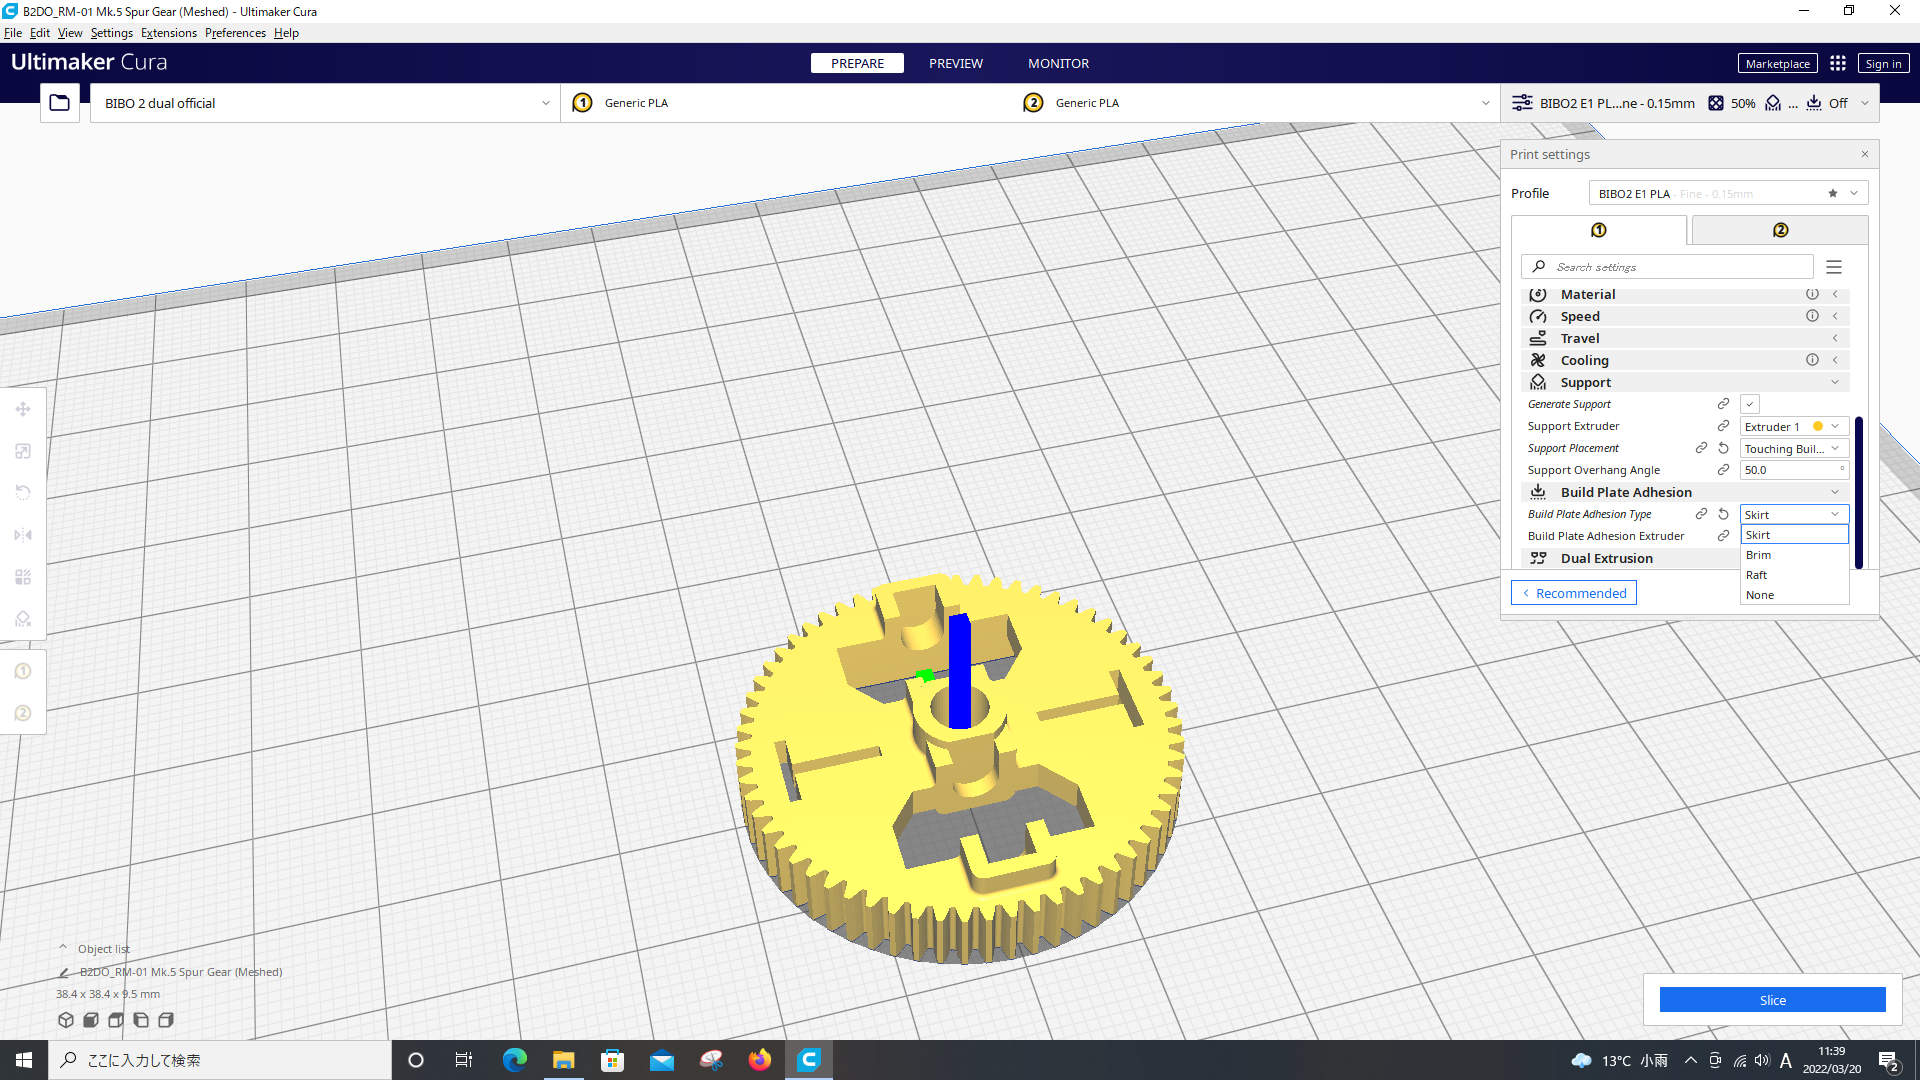 B2DO_RM-01 Mk.5 Spur Gear (Meshed) - Ultimaker Cura
File Edit View Settings Extensions Preferences Help
Ultimaker Cura
PREPARE PREVIEW MONITOR
Marketplace Sign in
BIBO 2 dual official
1 Generic PLA
2 Generic PLA
BIBO2 E1 PL...ne - 0.15mm 50% ... Off
Print settings
Profile BIBO2 E1 PLA - Fine - 0.15mm
1 2
Search settings
Material
Speed
Travel
Cooling
Support
Generate Support
Support Extruder Extruder 1
Support Placement Touching Buil...
Support Overhang Angle 50.0 °
Build Plate Adhesion
Build Plate Adhesion Type Skirt
Skirt
Build Plate Adhesion Extruder
Brim
Dual Extrusion
Raft
None
Recommended
1
2
Object list
B2DO_RM-01 Mk.5 Spur Gear (Meshed)
38.4 x 38.4 x 9.5 mm
Slice
ここに入力して検索
13°C 小雨
A
11:39
2022/03/20
2